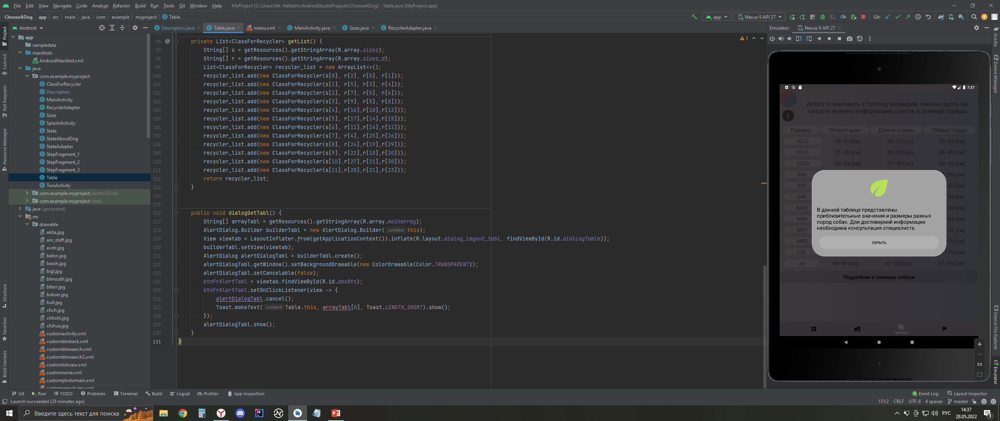 File Edit View Navigate Code Analyze Refactor Build Run Tools Git Window Help MyProject [C:\Users\Mr. Nefelim\AndroidStudioProjects\ChooseADog] - Table.java [MyProject.app]
ChooseADog app src main java com example myproject Table
app Nexus 9 API 27 Git:
Android
Description.java Table.java menu.xml MainActivity.java Sizes.java RecyclerAdapter.java
Emulator: Nexus 9 API 27
Project
Commit
Pull Requests
Resource Manager
Structure
Favorites
Build Variants
app
sampledata
manifests
AndroidManifest.xml
java
com.example.myproject
ClassForRecycler
Description
MainActivity
RecyclerAdapter
Sizes
SplashActivity
State
StateAboutDog
StateAdapter
StepFragment_1
StepFragment_2
StepFragment_3
Table
TwoActivity
com.example.myproject (androidTest)
com.example.myproject (test)
java (generated)
res
drawable
akita.jpg
am_staff.jpg
avstr.jpg
balon.jpg
bassh.jpg
bigl.jpg
blmouth.jpg
blterr.jpg
bokser.jpg
bull.jpg
chch.jpg
chhohl.jpg
chihua.jpg
customactivity.xml
custombtnback.xml
custombtnsearch.xml
custombtnsearch2.xml
customlistview.xml
customnone.xml
customphotomain.xml
customsearchview.xml
95
96 @ private List<ClassForRecycler> getList() {
97 String[] s = getResources().getStringArray(R.array.sizez);
98 String[] r = getResources().getStringArray(R.array.sizez_d);
99 List<ClassForRecycler> recycler_list = new ArrayList<>();
100 recycler_list.add(new ClassForRecycler(s[0], r[2], r[0], r[1]));
101 recycler_list.add(new ClassForRecycler(s[1], r[5], r[3], r[4]));
102 recycler_list.add(new ClassForRecycler(s[2], r[7], r[5], r[6]));
103 recycler_list.add(new ClassForRecycler(s[3], r[9], r[5], r[8]));
104 recycler_list.add(new ClassForRecycler(s[4], r[16],r[10],r[13]));
105 recycler_list.add(new ClassForRecycler(s[5], r[17],r[14],r[15]));
106 recycler_list.add(new ClassForRecycler(s[6], r[11],r[14],r[12]));
107 recycler_list.add(new ClassForRecycler(s[7], r[4], r[25],r[26]));
108 recycler_list.add(new ClassForRecycler(s[8], r[24],r[19],r[29]));
109 recycler_list.add(new ClassForRecycler(s[9], r[22],r[18],r[20]));
110 recycler_list.add(new ClassForRecycler(s[10],r[27],r[21],r[30]));
111 recycler_list.add(new ClassForRecycler(s[11],r[28],r[31],r[23]));
112 return recycler_list;
113 }
114
115
116 public void dialogGetTabl() {
117 String[] arrayTabl = getResources().getStringArray(R.array.mainarray);
118 AlertDialog.Builder builderTabl = new AlertDialog.Builder( context: this);
119 View viewtab = LayoutInflater.from(getApplicationContext()).inflate(R.layout.dialog_layout_tabl, findViewById(R.id.dialLayTable));
120 builderTabl.setView(viewtab);
121 AlertDialog alertDialogTabl = builderTabl.create();
122 alertDialogTabl.getWindow().setBackgroundDrawable(new ColorDrawable(Color.TRANSPARENT));
123 alertDialogTabl.setCancelable(false);
124 btnFrAlertTabl = viewtab.findViewById(R.id.abcBtn);
125 btnFrAlertTabl.setOnClickListener(view -> {
126 alertDialogTabl.cancel();
127 Toast.makeText( context: Table.this, arrayTabl[0], Toast.LENGTH_SHORT).show();
128 });
129 alertDialogTabl.show();
130 }
131 }
1
7:37
Добро пожаловать в таблицу размеров, именно здесь вы
найдете нужную информацию о росте и размере породы
Размер Обхват шеи Длина спины Обхват груди
XS22 19–21 (см) 20–22 (см) 33–35 (см)
XS25 27–30 (см) 20–25 (см) 35–38 (см)
XS30 30–33 (см) 27–30 (см) 43–45 (см)
S30 –59 (см)
S35 47 (см)
S40 –54 (см)
M40 –64 (см)
M45 –64 (см)
M47 –72 (см)
M50 –78 (см)
L55 –79 (см)
L65 60–65 (см) 62–65 (см) 87–89 (см)
В данной таблице представлены
приблизительные значения и размеры разных
пород собак. Для достоверной информации
необходима консультация специалиста.
СКРЫТЬ
Подробнее о замерах собаки
Таблица
1:1
Gradle
Device Manager
Device File Explorer
Emulator
Git Run TODO Problems Terminal Build Logcat Profiler App Inspection
1 Event Log Layout Inspector
Launch succeeded (29 minutes ago)
131:2 CRLF UTF-8 4 spaces master
Введите здесь текст для поиска
РУС
14:37
28.05.2022
3